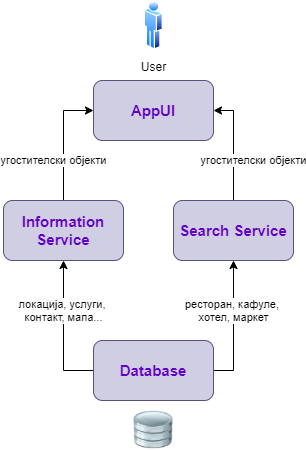 User
AppUI
угостителски објекти
угостителски објекти
Information
Service
Search Service
локација, услуги,
контакт, мапа...
ресторан, кафуле,
хотел, маркет
Database